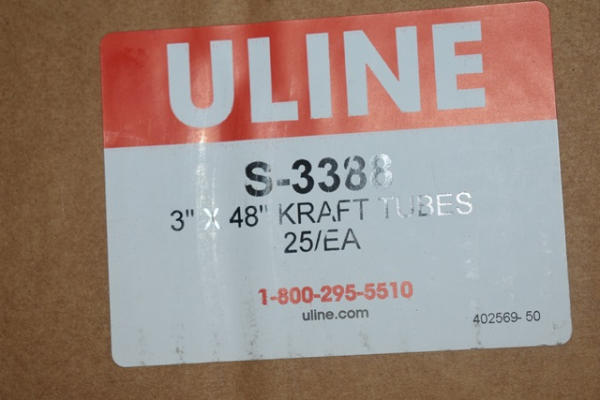 ULINE
S-3388
3" X 48" KRAFT TUBES
25/EA
1-800-295-5510
uline.com
402569-50